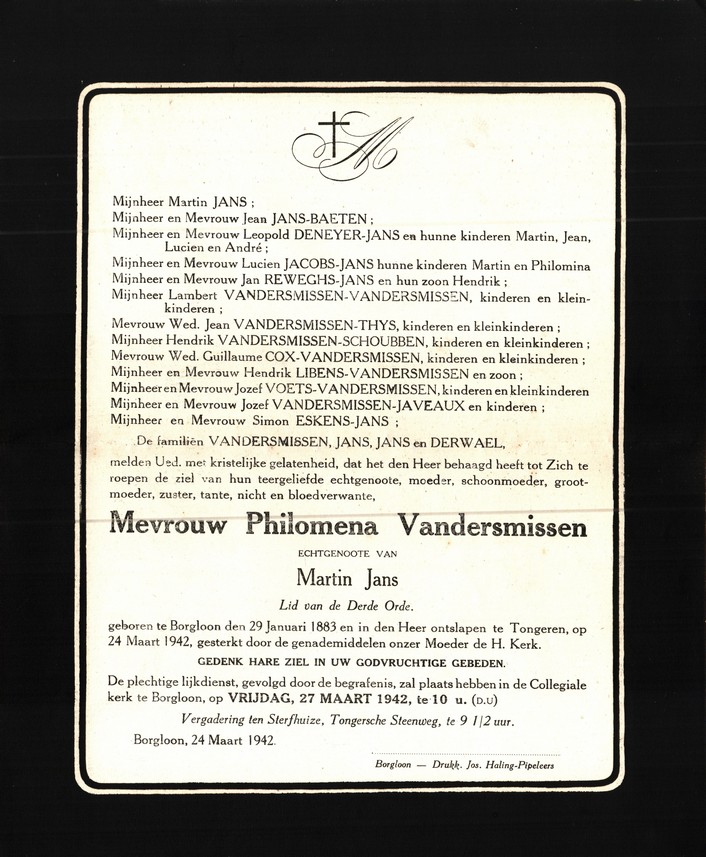 M
Mijnheer Martin JANS ;
Mijnheer en Mevrouw Jean JANS-BAETEN ;
Mijnheer en Mevrouw Leopold DENEYER-JANS en hunne kinderen Martin, Jean,
Lucien en André ;
Mijnheer en Mevrouw Lucien JACOBS-JANS hunne kinderen Martin en Philomina
Mijnheer en Mevrouw Jan REWEGHS-JANS en hun zoon Hendrik ;
Mijnheer Lambert VANDERSMISSEN-VANDERSMISSEN, kinderen en klein-
kinderen ;
Mevrouw Wed. Jean VANDERSMISSEN-THYS, kinderen en kleinkinderen ;
Mijnheer Hendrik VANDERSMISSEN-SCHOUBBEN, kinderen en kleinkinderen ;
Mevrouw Wed. Guillaume COX-VANDERSMISSEN, kinderen en kleinkinderen ;
Mijnheer en Mevrouw Hendrik LIBENS-VANDERSMISSEN en zoon ;
Mijnheer en Mevrouw Jozef VOETS-VANDERSMISSEN, kinderen en kleinkinderen
Mijnheer en Mevrouw Jozef VANDERSMISSEN-JAVEAUX en kinderen ;
Mijnheer en Mevrouw Simon ESKENS-JANS ;
De familiën VANDERSMISSEN, JANS, JANS en DERWAEL,
melden Ued. met kristelijke gelatenheid, dat het den Heer behaagd heeft tot Zich te
roepen de ziel van hun teergeliefde echtgenoote, moeder, schoonmoeder, groot-
moeder, zuster, tante, nicht en bloedverwante,
Mevrouw Philomena Vandersmissen
ECHTGENOOTE VAN
Martin Jans
Lid van de Derde Orde.
geboren te Borgloon den 29 Januari 1883 en in den Heer ontslapen te Tongeren, op
24 Maart 1942, gesterkt door de genademiddelen onzer Moeder de H. Kerk.
GEDENK HARE ZIEL IN UW GODVRUCHTIGE GEBEDEN.
De plechtige lijkdienst, gevolgd door de begrafenis, zal plaats hebben in de Collegiale
kerk te Borgloon, op VRIJDAG, 27 MAART 1942, te 10 u. (D.U)
Vergadering ten Sterfhuize, Tongersche Steenweg, te 9 1/2 uur.
Borgloon, 24 Maart 1942.
Borgloon — Drukk. Jos. Haling-Pipeleers